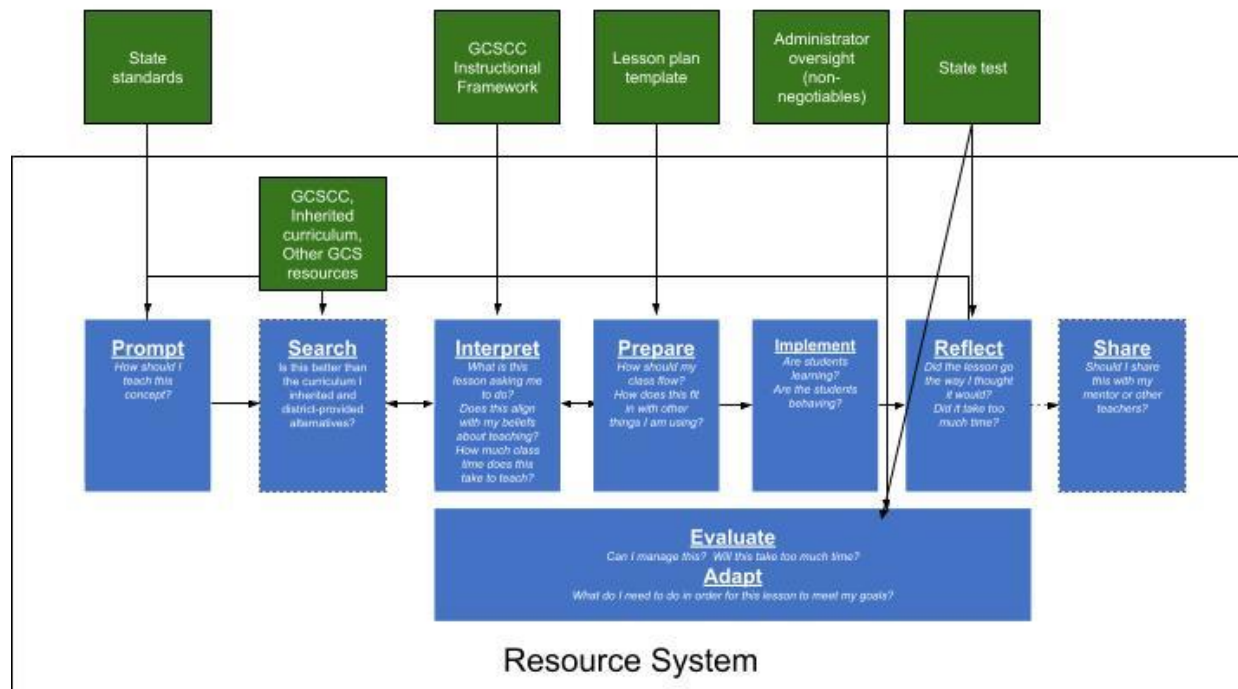 State
standards
GCSCC
Instructional
Framework
Lesson plan
template
Administrator
oversight
(non-
negotiables)
State test
GCSCC,
Inherited
curriculum,
Other GCS
resources
Prompt
How should I
teach this
concept?
Search
Is this better than
the curriculum I
inherited and
district-provided
alternatives?
Interpret
What is this
lesson asking me
to do?
Does this align
with my beliefs
about teaching?
How much class
time does this
take to teach?
Prepare
How should my
class flow?
How does this fit
in with other
things I am using?
Implement
Are students
learning?
Are the students
behaving?
Reflect
Did the lesson go
the way I thought
it would?
Did it take too
much time?
Share
Should I share
this with my
mentor or other
teachers?
Evaluate
Can I manage this? Will this take too much time?
Adapt
What do I need to do in order for this lesson to meet my goals?
Resource System